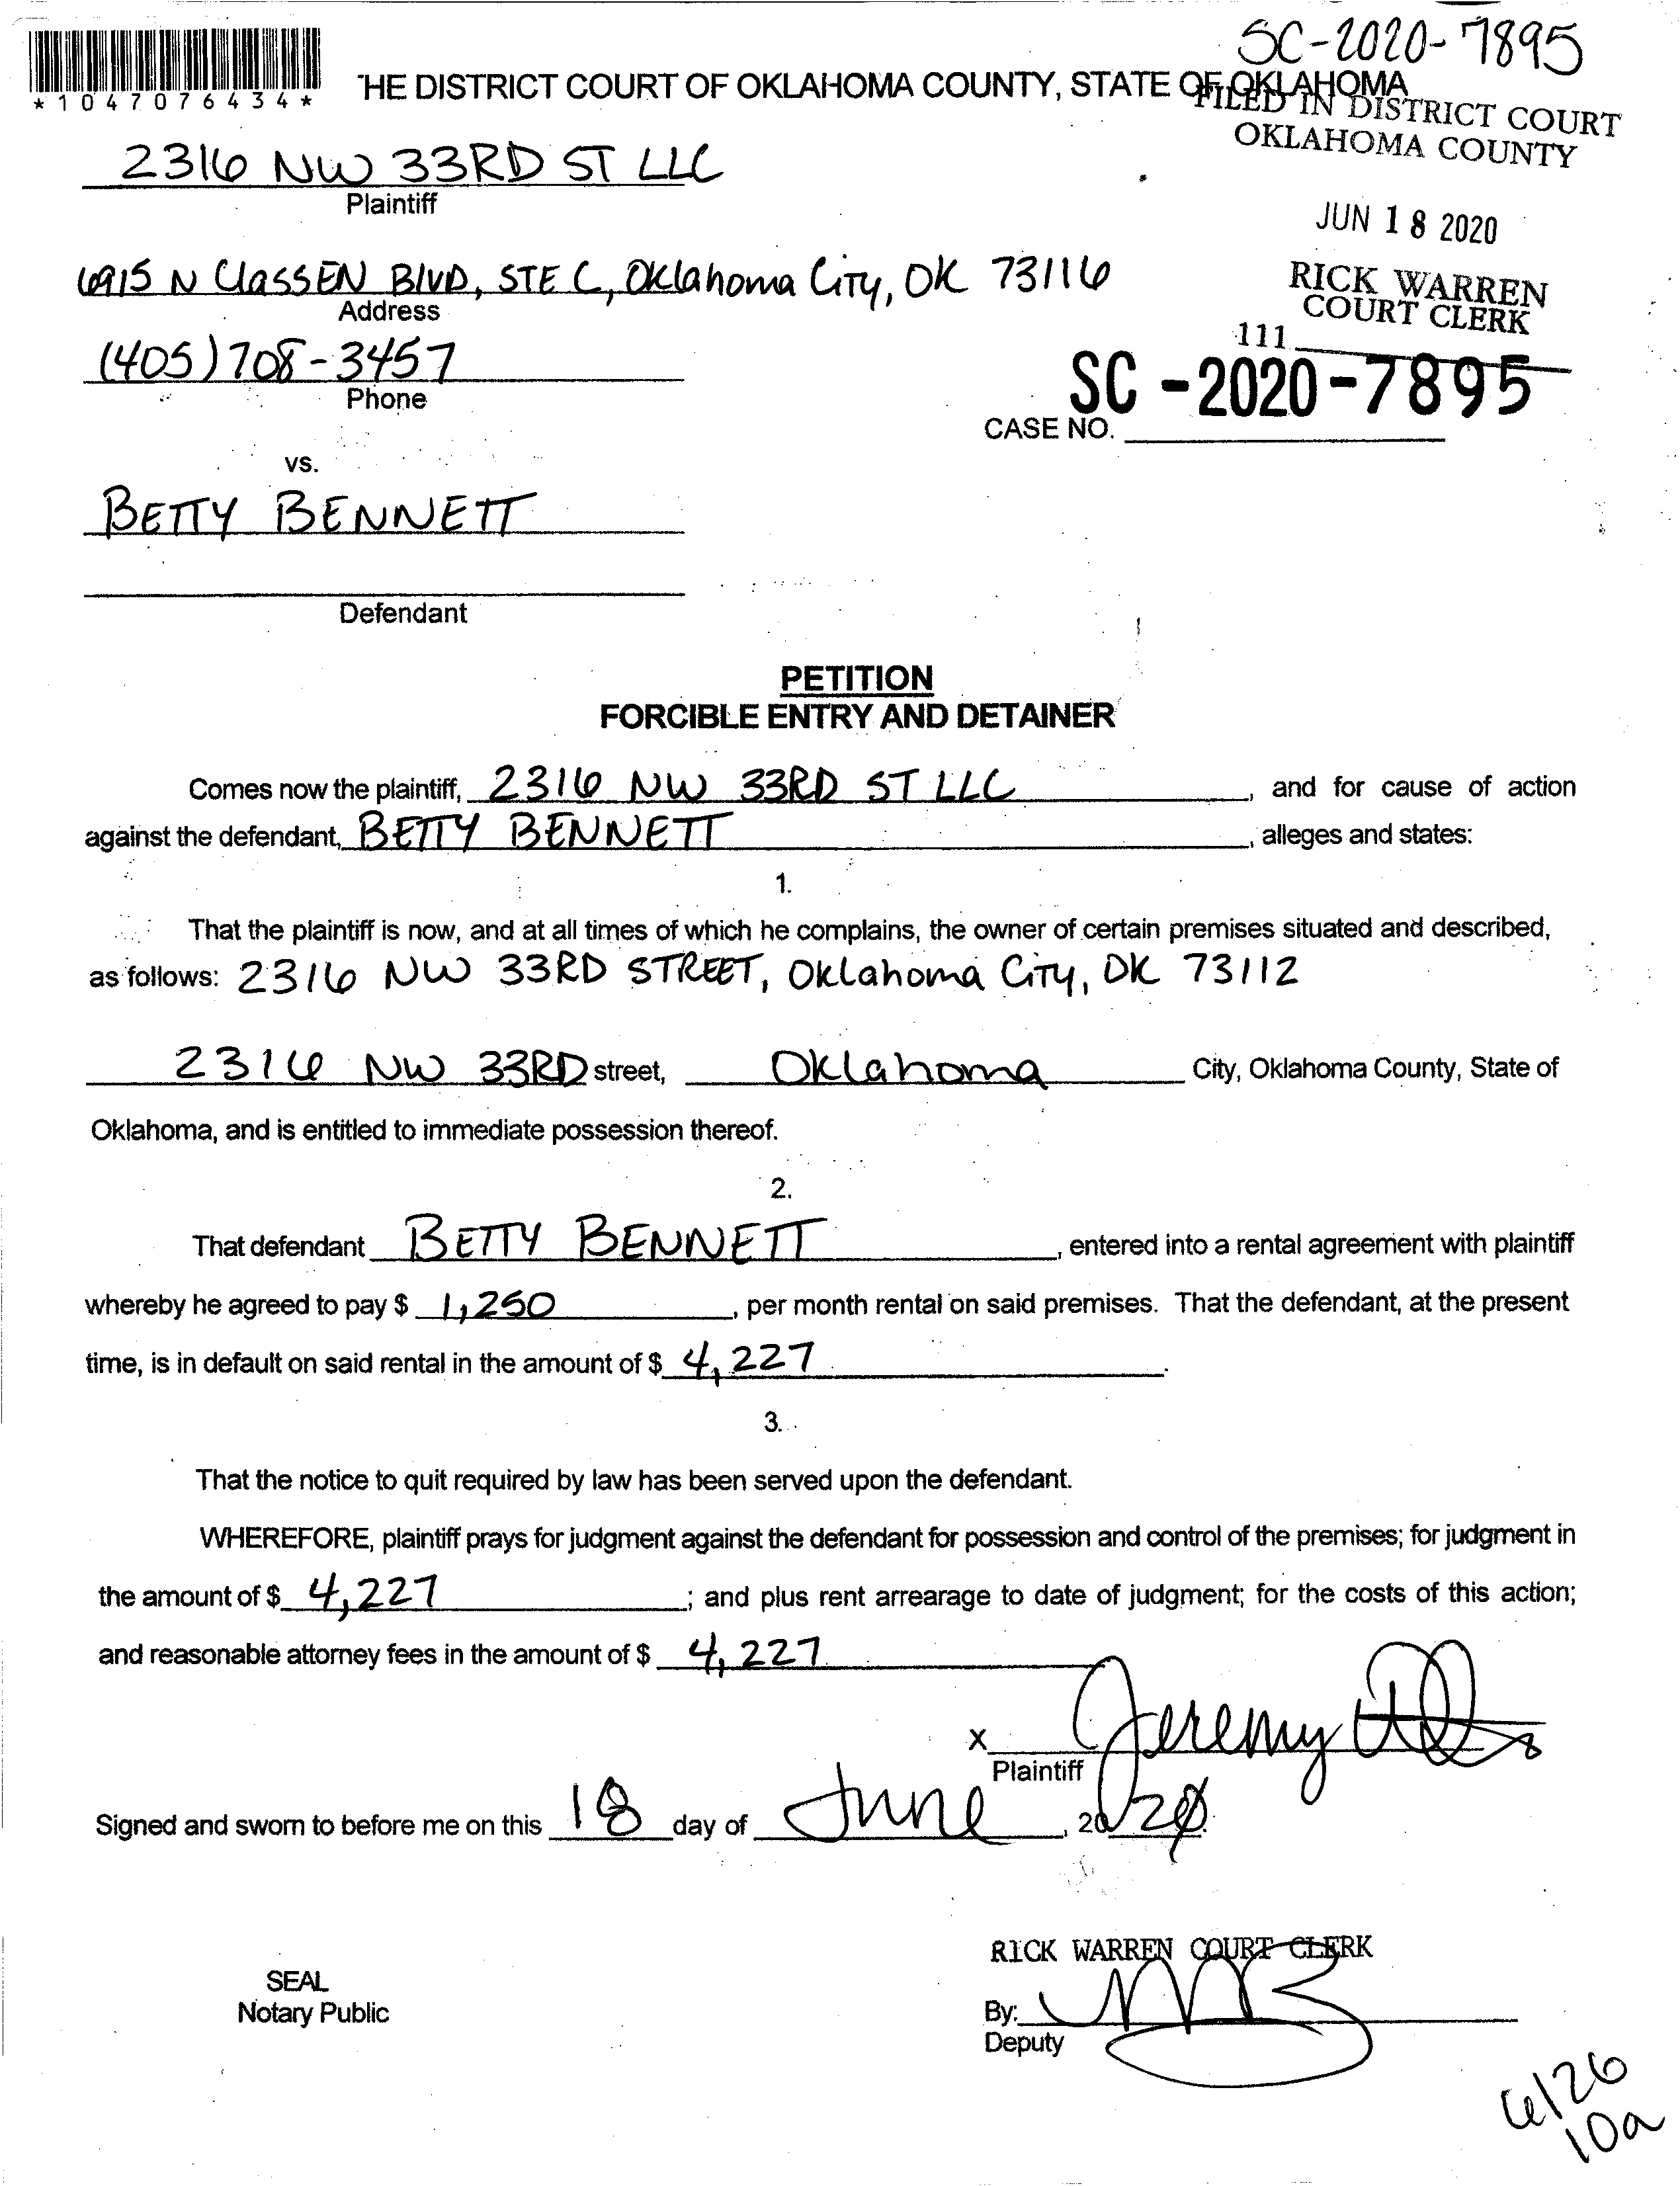 SC-2020-7895
*1047076434*
HE DISTRICT COURT OF OKLAHOMA COUNTY, STATE OF OKLAHOMA
FILED IN DISTRICT COURT
OKLAHOMA COUNTY
2316 NW 33RD ST LLC
Plaintiff
JUN 18 2020
6915 N ClassEN BlVD, STE C, Oklahoma City, OK 73116
Address
RICK WARREN
COURT CLERK
111
(405) 708-3457
Phone
SC -2020-7895
CASE NO.
vs.
BETTY BENNETT
Defendant
PETITION
FORCIBLE ENTRY AND DETAINER
Comes now the plaintiff, 2316 NW 33RD ST LLC, and for cause of action
against the defendant, BETTY BENNETT, alleges and states:
1.
That the plaintiff is now, and at all times of which he complains, the owner of certain premises situated and described,
as follows: 2316 NW 33RD STREET, Oklahoma City, OK 73112
2316 NW 33RD street, Oklahoma City, Oklahoma County, State of
Oklahoma, and is entitled to immediate possession thereof.
2.
That defendant BETTY BENNETT, entered into a rental agreement with plaintiff
whereby he agreed to pay $ 1,250, per month rental on said premises. That the defendant, at the present
time, is in default on said rental in the amount of $ 4,227.
3.
That the notice to quit required by law has been served upon the defendant.
WHEREFORE, plaintiff prays for judgment against the defendant for possession and control of the premises; for judgment in
the amount of $ 4,227; and plus rent arrearage to date of judgment; for the costs of this action;
and reasonable attorney fees in the amount of $ 4,227
X Jeremy
Plaintiff
Signed and sworn to before me on this 18 day of June, 2020.
RICK WARREN COURT CLERK
SEAL
Notary Public
By:
Deputy
6/26
10a